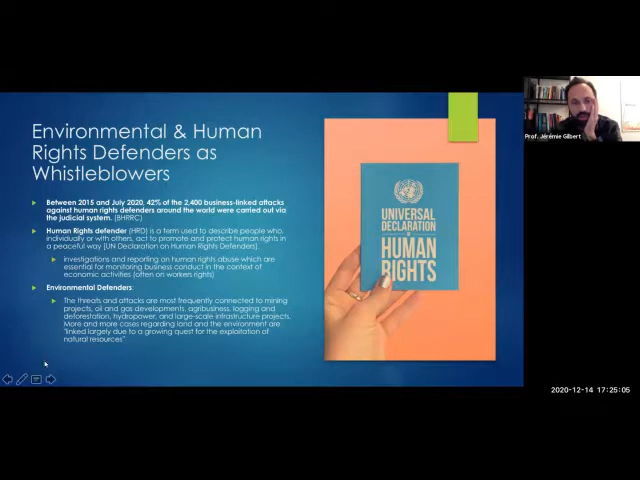 Environmental & Human
Rights Defenders as
Whistleblowers
Between 2015 and July 2020, 42% of the 2,400 business-linked attacks
against human rights defenders around the world were carried out via
the judicial system. (BHRRC)
Human Rights defender (HRD) is a term used to describe people who,
individually or with others, act to promote and protect human rights in
a peaceful way [UN Declaration on Human Rights Defenders].
investigations and reporting on human rights abuse which are
essential for monitoring business conduct in the context of
economic activities (often on workers rights)
Environmental Defenders:
The threats and attacks are most frequently connected to mining
projects, oil and gas developments, agribusiness, logging and
deforestation, hydropower, and large-scale infrastructure projects.
More and more cases regarding land and the environment are
"linked largely due to a growing quest for the exploitation of
natural resources"
UNIVERSAL
DECLARATION
HUMAN
RIGHTS
Prof. Jérémie Gilbert
2020-12-14 17:25:05